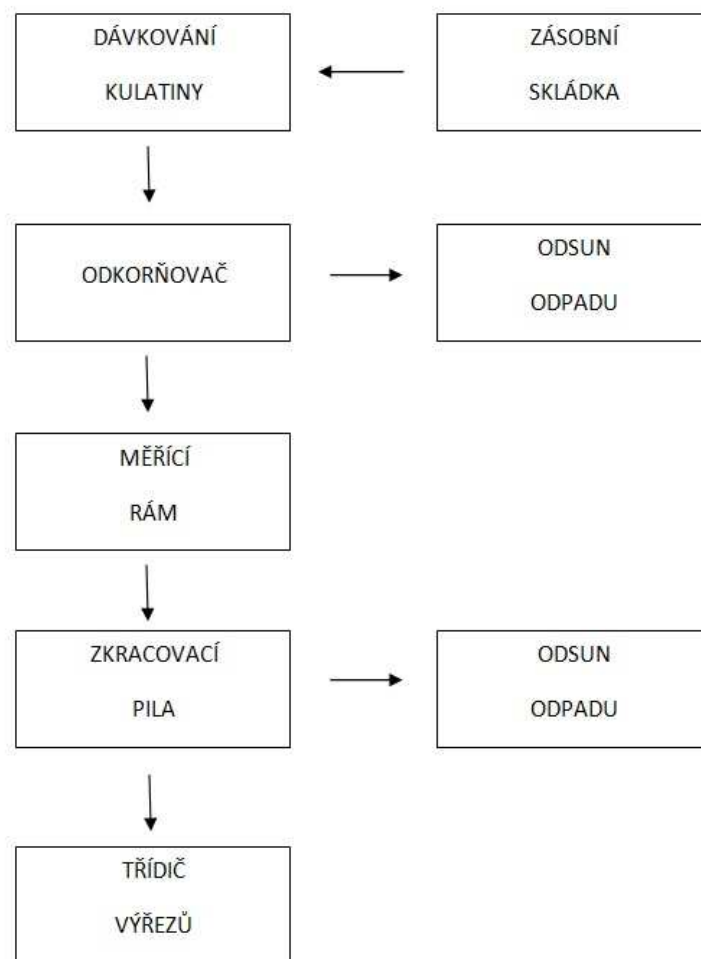 DÁVKOVÁNÍ
KULATINY
ZÁSOBNÍ
SKLÁDKA
ODKORŇOVAČ
ODSUN
ODPADU
MĚŘÍCÍ
RÁM
ZKRACOVACÍ
PILA
ODSUN
ODPADU
TŘÍDIČ
VÝŘEZŮ